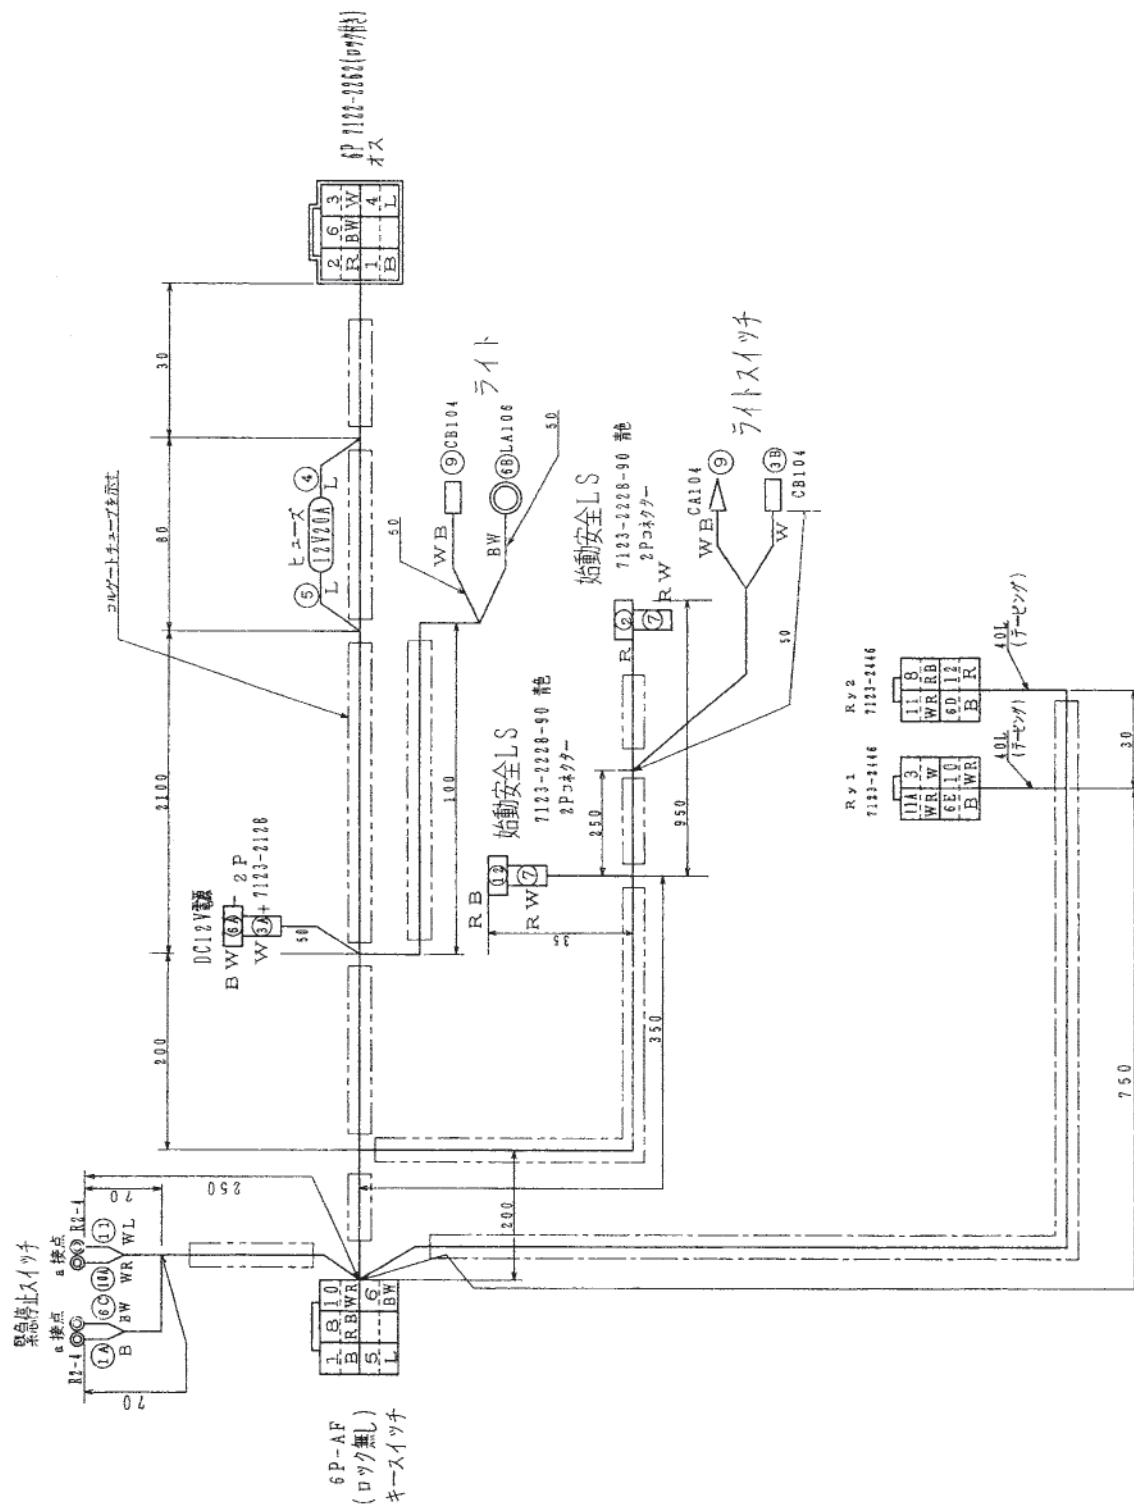 緊急停止スイッチ
a接点
a接点
R2-4
R2-4
1A
6C
10A
11
B
BW
WR
WL
70
70
250
6P-AF
(ロック無し)
キースイッチ
1 8 10
B RB WR
5 6
L BW
200
2100
80
30
コルゲートチューブを示す
DC12V電源
BW 6A - 2P
W 3A + 7123-2128
50
ヒューズ
5 12V20A 4
L L
6P 7122-2262(ロック付き)
オス
2 6 3
R BW W
1 4
B L
100
50
WB 9 CB104
ライト
BW 6B LA106
50
始動安全LS
7123-2228-90 青色
2Pコネクター
RB 12
RW 7
35
250
950
350
200
始動安全LS
7123-2228-90 青色
2Pコネクター
R 2
7 RW
ライトスイッチ
WB CA104 9
W 3B
CB104
50
Ry1
7123-2446
11A 3
WR W
6E 10
B WR
40L
(テーピング)
Ry2
7123-2446
11 8
WR RB
6D 12
B R
40L
(テーピング)
750
30